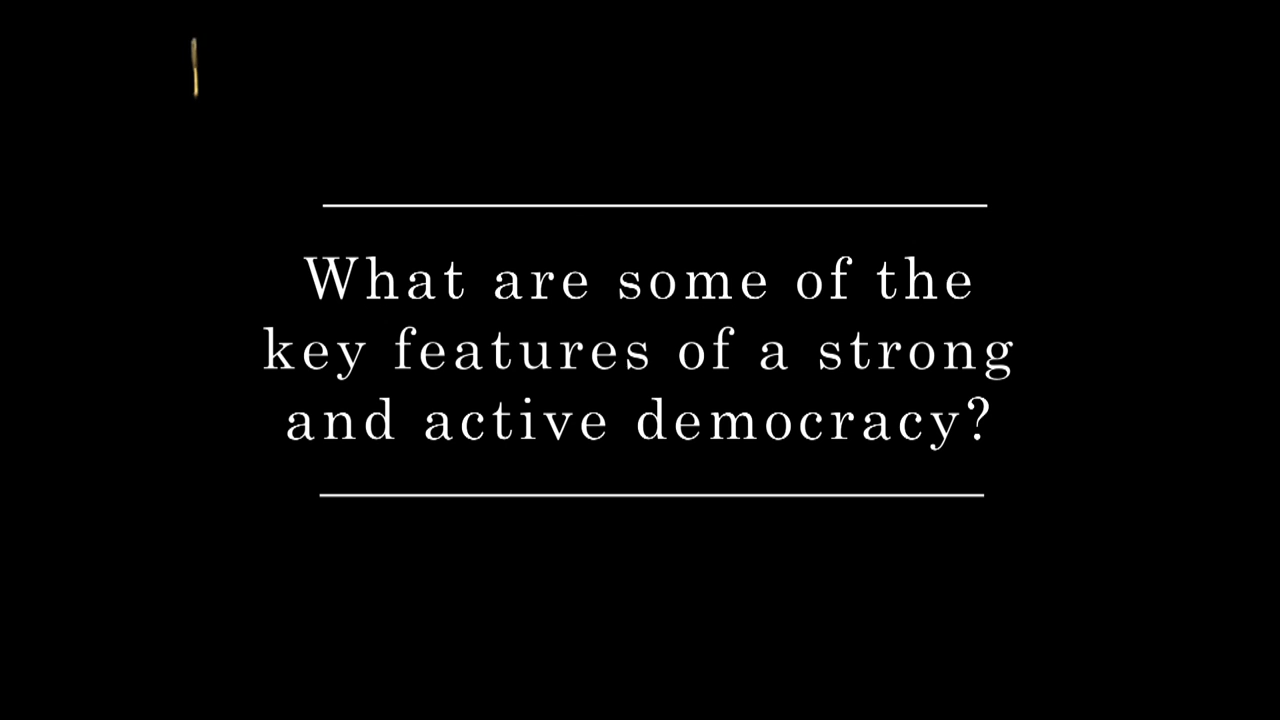 What are some of the
key features of a strong
and active democracy?